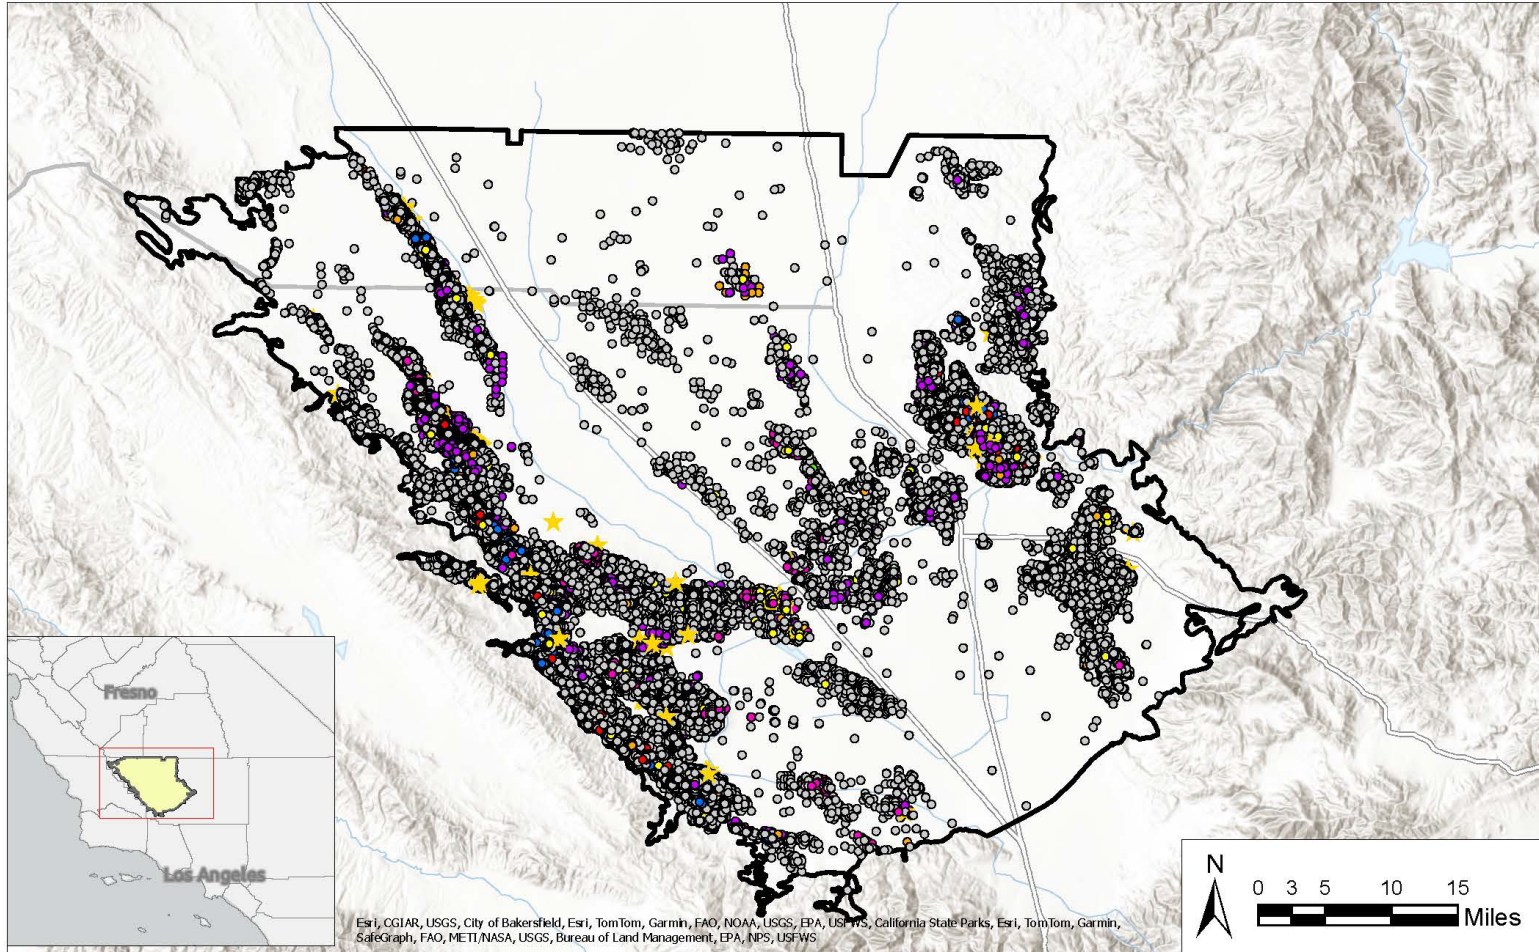 Fresno
Los Angeles
N
0 3 5 10 15
Miles
Esri, CGIAR, USGS, City of Bakersfield, Esri, TomTom, Garmin, FAO, NOAA, USGS, EPA, USFWS, California State Parks, Esri, TomTom, Garmin,
SafeGraph, FAO, METI/NASA, USGS, Bureau of Land Management, EPA, NPS, USFWS